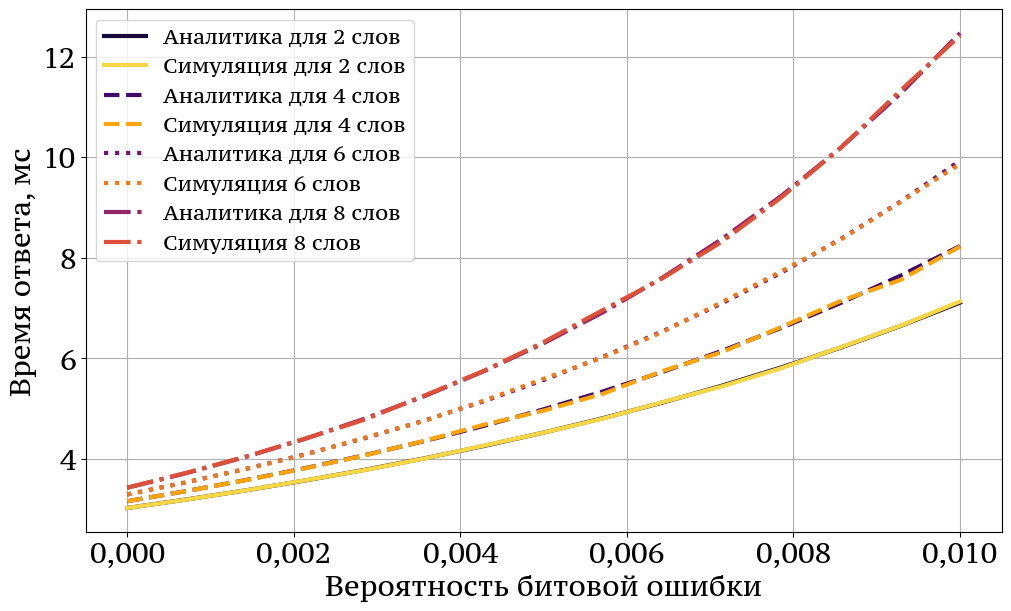 Аналитика для 2 слов
Симуляция для 2 слов
Аналитика для 4 слов
Симуляция для 4 слов
Аналитика для 6 слов
Симуляция 6 слов
Аналитика для 8 слов
Симуляция 8 слов
Время ответа, мс
12
10
8
6
4
0,000 0,002 0,004 0,006 0,008 0,010
Вероятность битовой ошибки